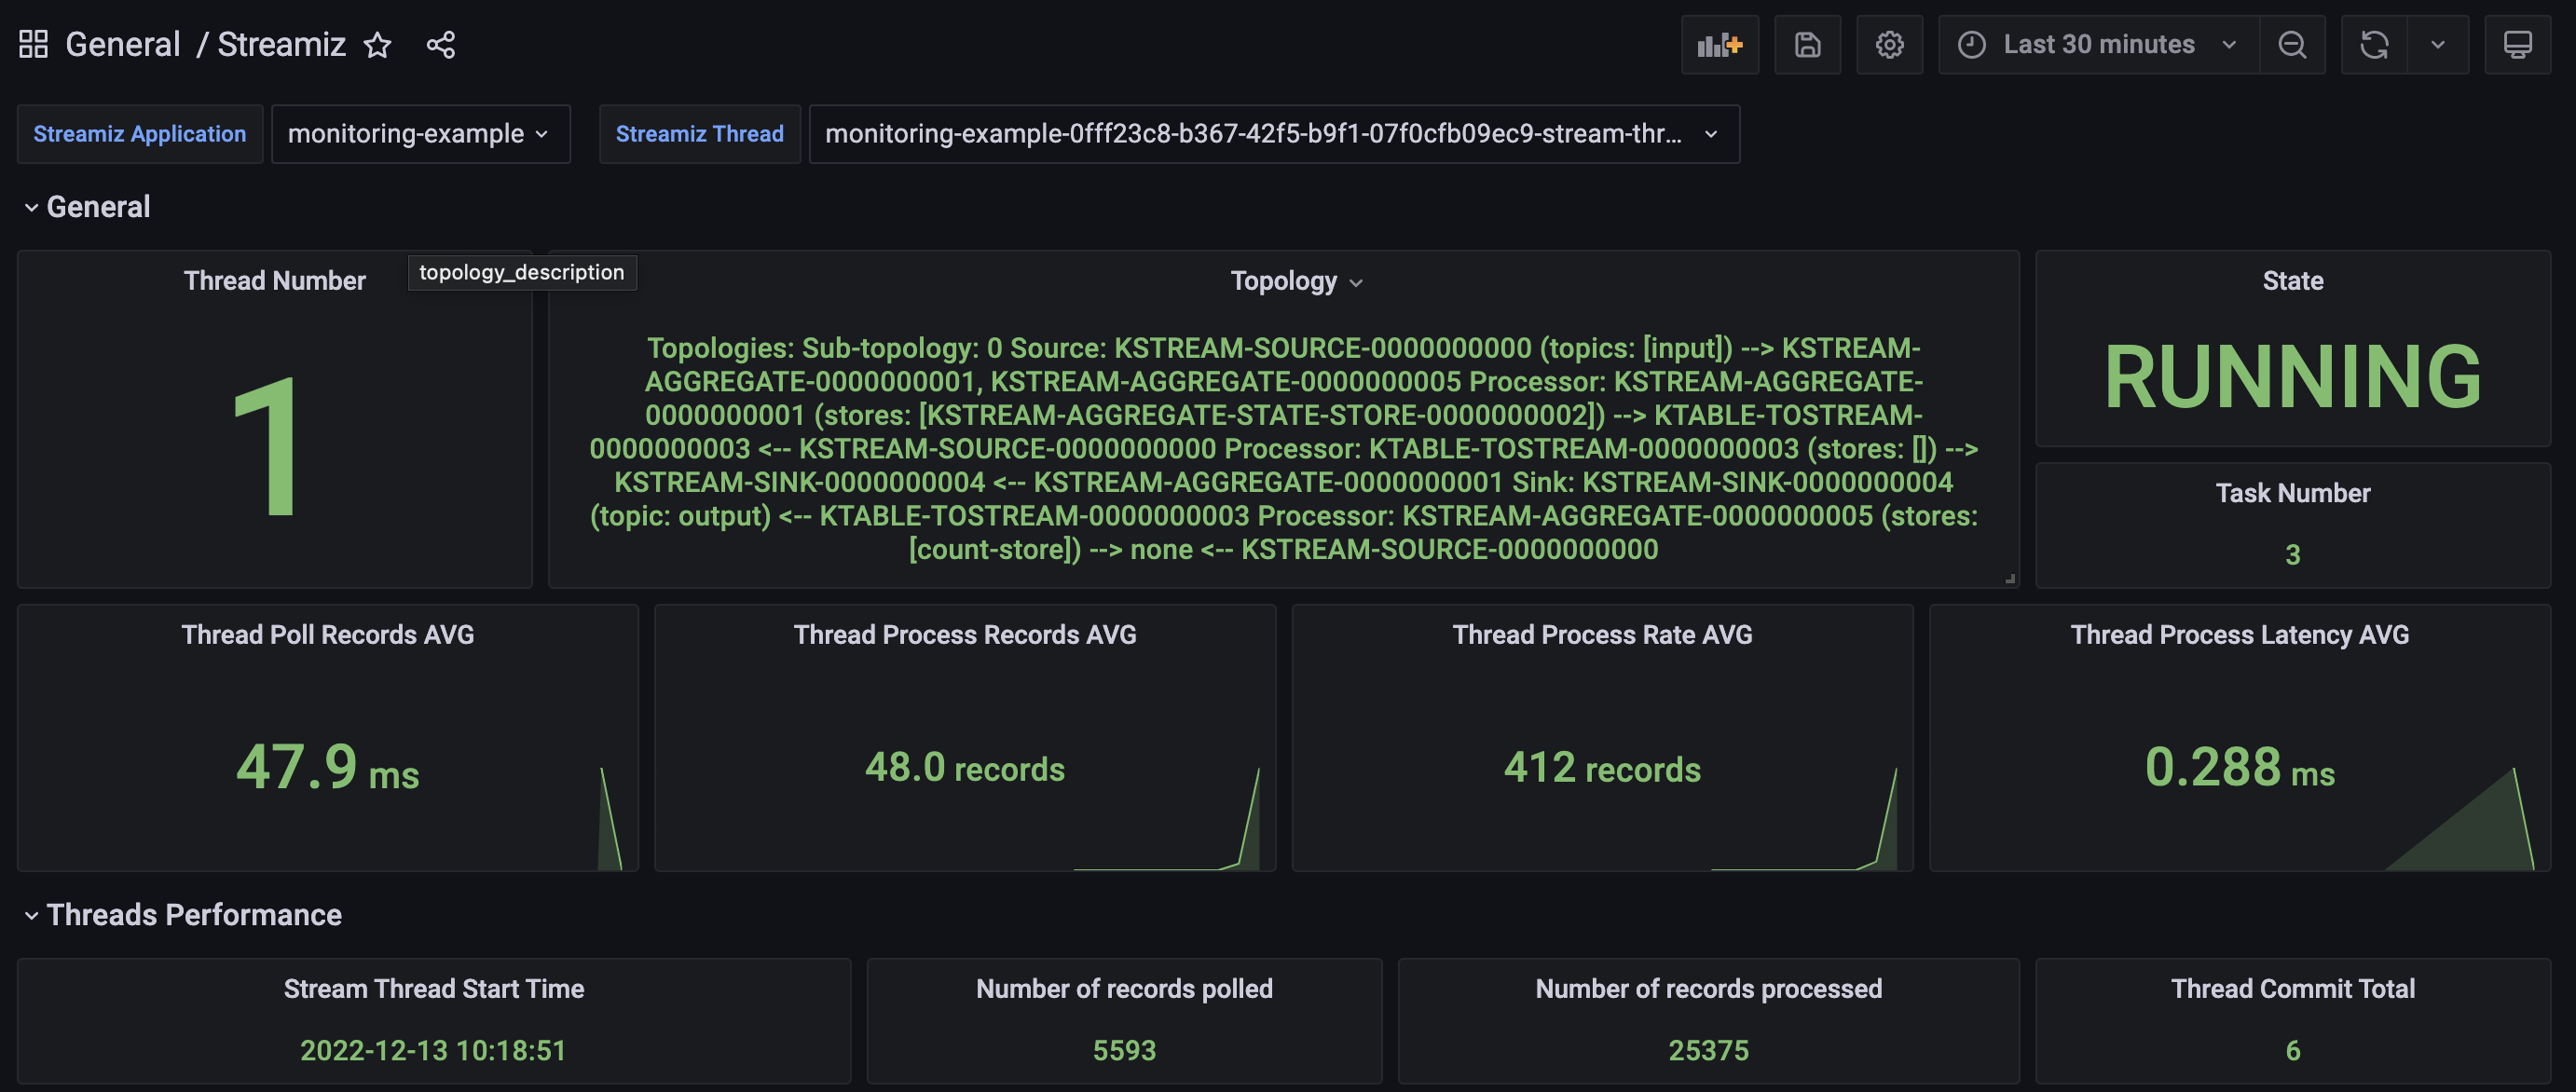 General / Streamiz
Last 30 minutes
Streamiz Application
monitoring-example
Streamiz Thread
monitoring-example-0fff23c8-b367-42f5-b9f1-07f0cfb09ec9-stream-thr...
General
Thread Number
topology_description
1
Topology
Topologies: Sub-topology: 0 Source: KSTREAM-SOURCE-0000000000 (topics: [input]) --> KSTREAM-
AGGREGATE-0000000001, KSTREAM-AGGREGATE-0000000005 Processor: KSTREAM-AGGREGATE-
0000000001 (stores: [KSTREAM-AGGREGATE-STATE-STORE-0000000002]) --> KTABLE-TOSTREAM-
0000000003 <-- KSTREAM-SOURCE-0000000000 Processor: KTABLE-TOSTREAM-0000000003 (stores: []) -->
KSTREAM-SINK-0000000004 <-- KSTREAM-AGGREGATE-0000000001 Sink: KSTREAM-SINK-0000000004
(topic: output) <-- KTABLE-TOSTREAM-0000000003 Processor: KSTREAM-AGGREGATE-0000000005 (stores:
[count-store]) --> none <-- KSTREAM-SOURCE-0000000000
State
RUNNING
Task Number
3
Thread Poll Records AVG
47.9 ms
Thread Process Records AVG
48.0 records
Thread Process Rate AVG
412 records
Thread Process Latency AVG
0.288 ms
Threads Performance
Stream Thread Start Time
2022-12-13 10:18:51
Number of records polled
5593
Number of records processed
25375
Thread Commit Total
6